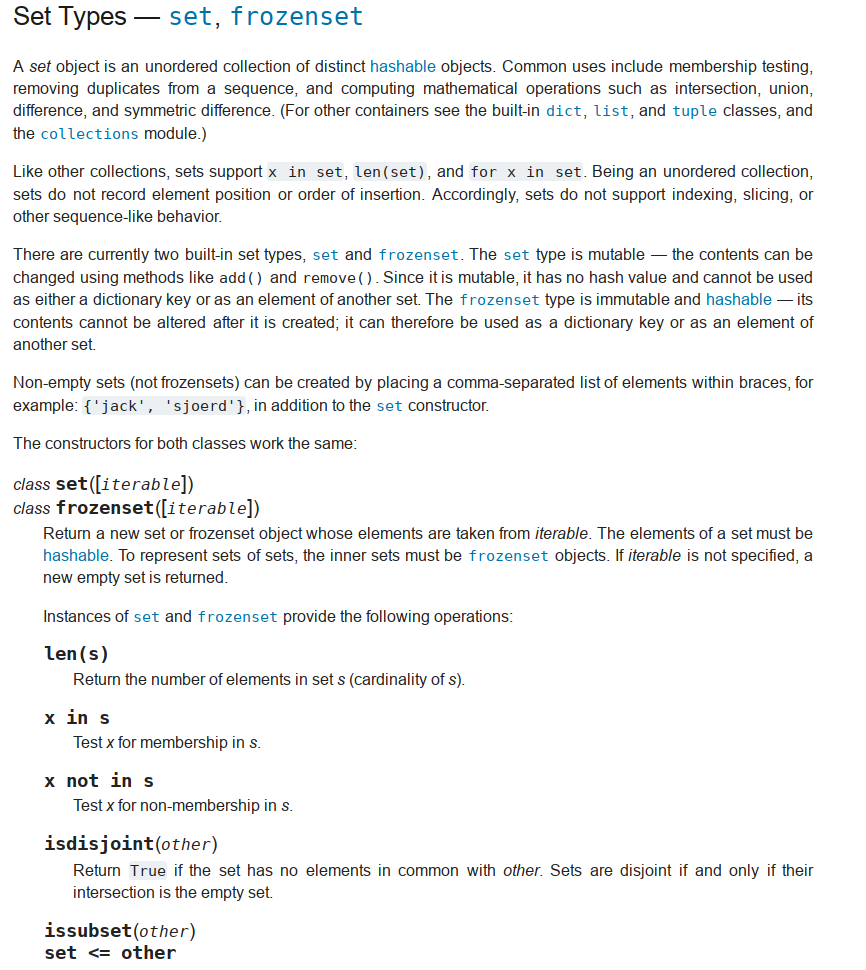 Set Types — set, frozenset
A set object is an unordered collection of distinct hashable objects. Common uses include membership testing,
removing duplicates from a sequence, and computing mathematical operations such as intersection, union,
difference, and symmetric difference. (For other containers see the built-in dict, list, and tuple classes, and
the collections module.)
Like other collections, sets support x in set, len(set), and for x in set. Being an unordered collection,
sets do not record element position or order of insertion. Accordingly, sets do not support indexing, slicing, or
other sequence-like behavior.
There are currently two built-in set types, set and frozenset. The set type is mutable — the contents can be
changed using methods like add() and remove(). Since it is mutable, it has no hash value and cannot be used
as either a dictionary key or as an element of another set. The frozenset type is immutable and hashable — its
contents cannot be altered after it is created; it can therefore be used as a dictionary key or as an element of
another set.
Non-empty sets (not frozensets) can be created by placing a comma-separated list of elements within braces, for
example: {'jack', 'sjoerd'}, in addition to the set constructor.
The constructors for both classes work the same:
class set([iterable])
class frozenset([iterable])
Return a new set or frozenset object whose elements are taken from iterable. The elements of a set must be
hashable. To represent sets of sets, the inner sets must be frozenset objects. If iterable is not specified, a
new empty set is returned.
Instances of set and frozenset provide the following operations:
len(s)
Return the number of elements in set s (cardinality of s).
x in s
Test x for membership in s.
x not in s
Test x for non-membership in s.
isdisjoint(other)
Return True if the set has no elements in common with other. Sets are disjoint if and only if their
intersection is the empty set.
issubset(other)
set <= other